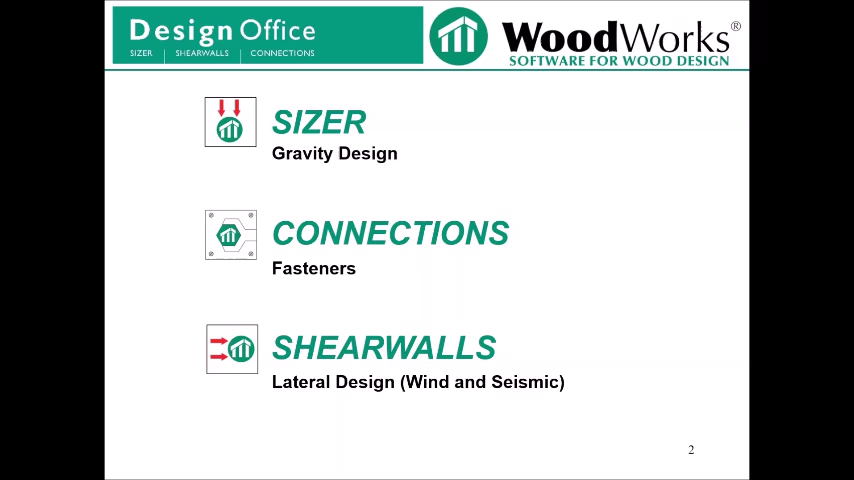 Design Office
SIZER SHEARWALLS CONNECTIONS
WoodWorks®
SOFTWARE FOR WOOD DESIGN
SIZER
Gravity Design
CONNECTIONS
Fasteners
SHEARWALLS
Lateral Design (Wind and Seismic)
2